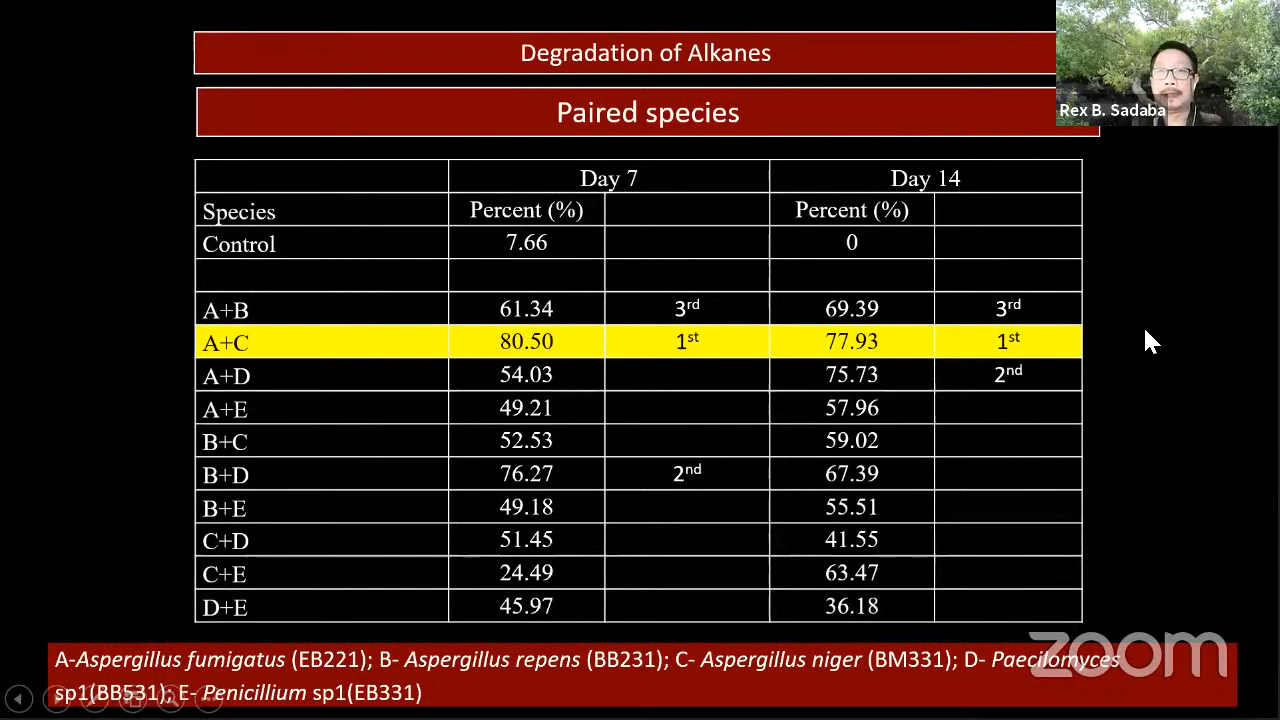 Degradation of Alkanes
Paired species
Rex B. Sadaba
Day 7 Day 14
Species Percent (%) Percent (%)
Control 7.66 0
A+B 61.34 3rd 69.39 3rd
A+C 80.50 1st 77.93 1st
A+D 54.03 75.73 2nd
A+E 49.21 57.96
B+C 52.53 59.02
B+D 76.27 2nd 67.39
B+E 49.18 55.51
C+D 51.45 41.55
C+E 24.49 63.47
D+E 45.97 36.18
A-Aspergillus fumigatus (EB221); B- Aspergillus repens (BB231); C- Aspergillus niger (BM331); D- Paecilomyces
sp1(BB531); E- Penicillium sp1(EB331)
zoom